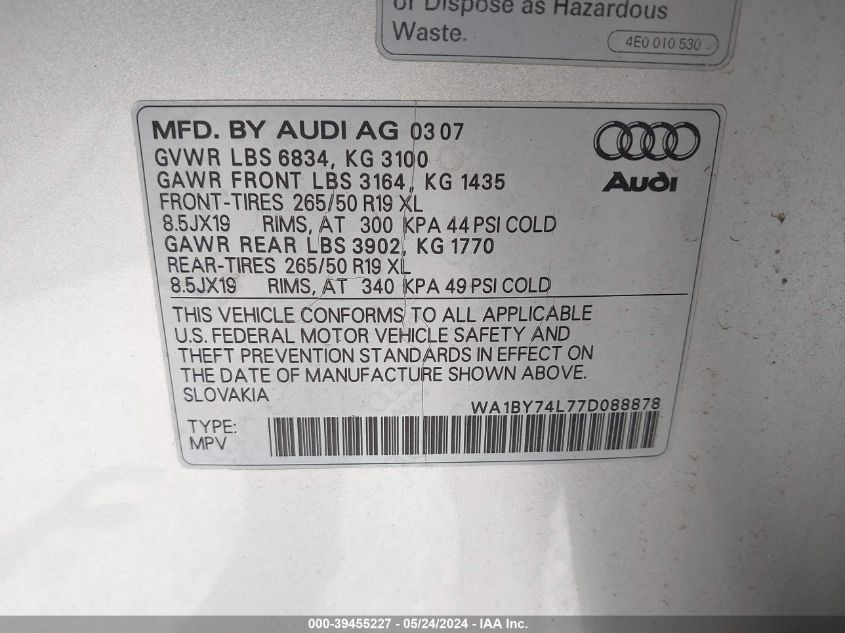 or Dispose as Hazardous
Waste.
4E0 010 530
MFD. BY AUDI AG 03 07
GVWR LBS 6834, KG 3100
GAWR FRONT LBS 3164, KG 1435
FRONT-TIRES 265/50 R19 XL
8.5JX19 RIMS, AT 300 KPA 44 PSI COLD
GAWR REAR LBS 3902, KG 1770
REAR-TIRES 265/50 R19 XL
8.5JX19 RIMS, AT 340 KPA 49 PSI COLD
Audi
THIS VEHICLE CONFORMS TO ALL APPLICABLE
U.S. FEDERAL MOTOR VEHICLE SAFETY AND
THEFT PREVENTION STANDARDS IN EFFECT ON
THE DATE OF MANUFACTURE SHOWN ABOVE.
SLOVAKIA
WA1BY74L77D088878
TYPE:
MPV
000-39455227 - 05/24/2024 - IAA Inc.